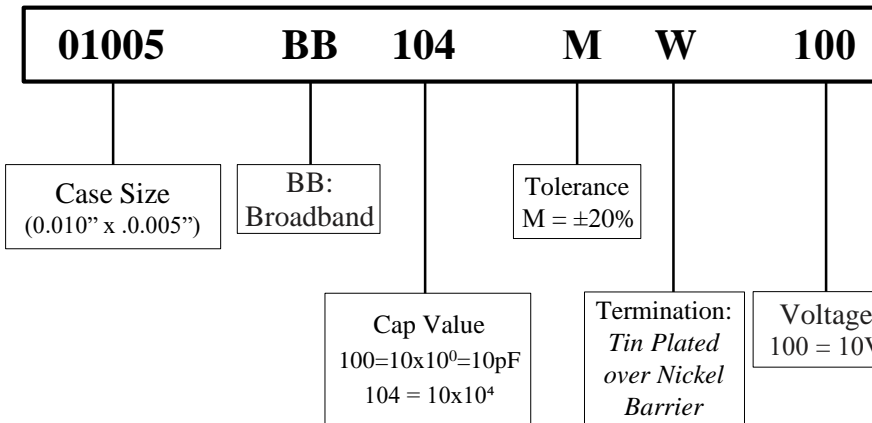 01005 BB 104 M W 100
Case Size
(0.010” x .0.005”)
BB:
Broadband
Tolerance
M = ±20%
Cap Value
100=10x10⁰=10pF
104 = 10x10⁴
Termination:
Tin Plated
over Nickel
Barrier
Voltage
100 = 10V